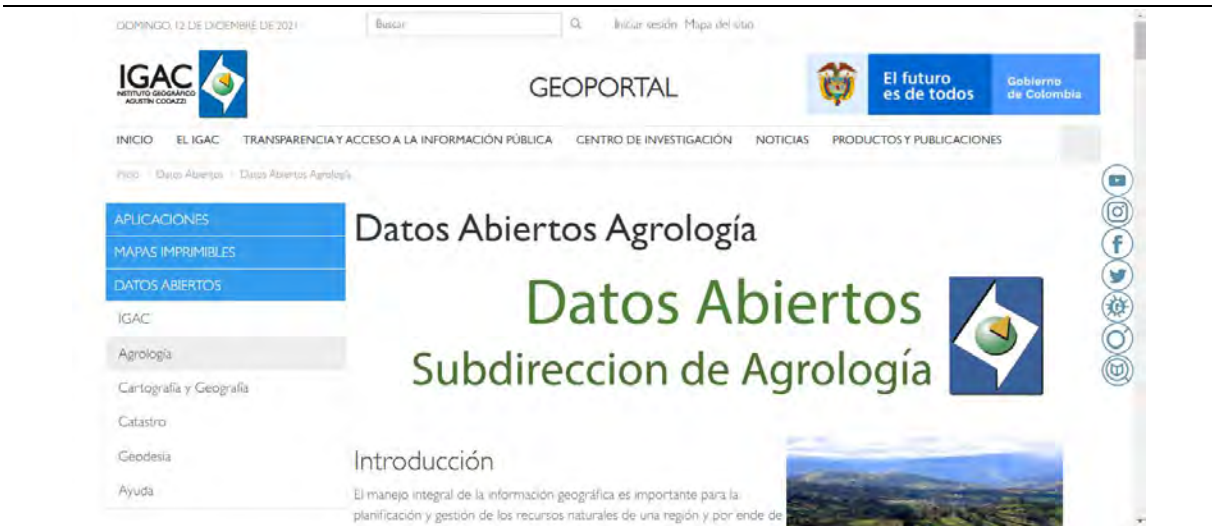 DOMINGO, 12 DE DICIEMBRE DE 2021
Buscar
Iniciar sesión Mapa del sitio
IGAC
INSTITUTO GEOGRÁFICO
AGUSTÍN CODAZZI
GEOPORTAL
El futuro
es de todos
Gobierno
de Colombia
INICIO EL IGAC TRANSPARENCIA Y ACCESO A LA INFORMACIÓN PÚBLICA CENTRO DE INVESTIGACIÓN NOTICIAS PRODUCTOS Y PUBLICACIONES
Inicio Datos Abiertos Datos Abiertos Agrología
APLICACIONES
MAPAS IMPRIMIBLES
DATOS ABIERTOS
IGAC
Agrología
Cartografía y Geografía
Catastro
Geodesia
Ayuda
Datos Abiertos Agrología
Datos Abiertos
Subdireccion de Agrología
Introducción
El manejo integral de la información geográfica es importante para la
planificación y gestión de los recursos naturales de una región y por ende de